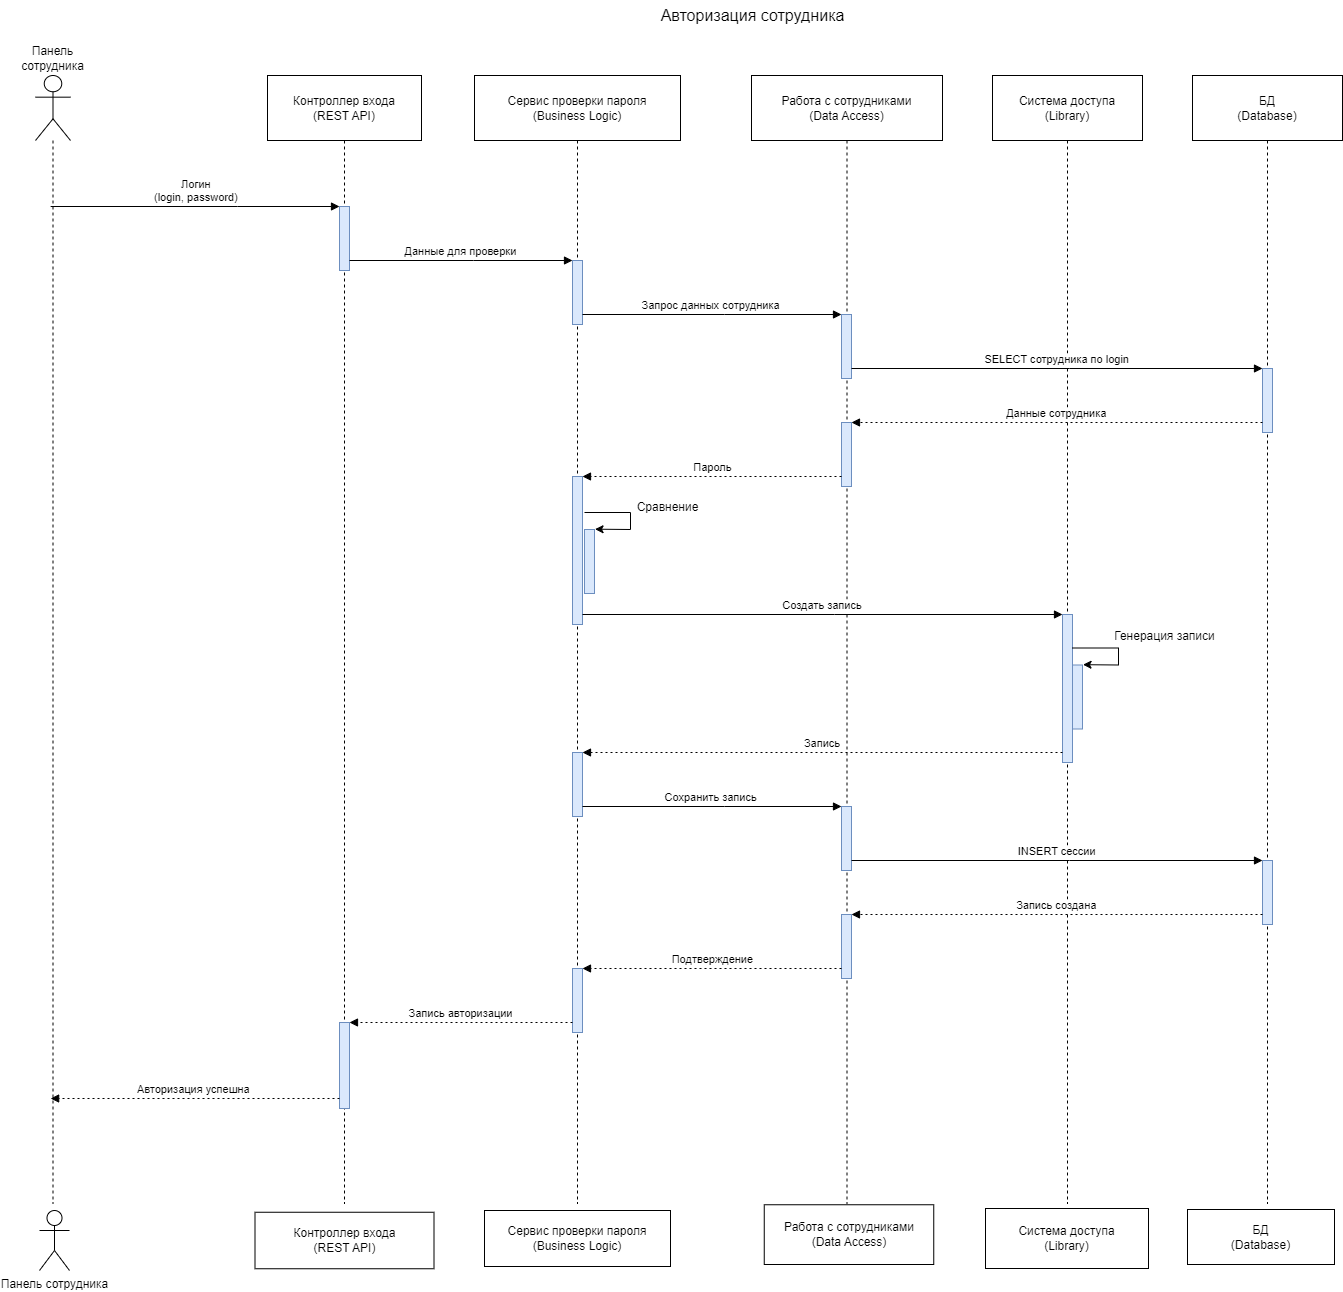 Авторизация сотрудника
Панель
сотрудника
Контроллер входа
(REST API)
Сервис проверки пароля
(Business Logic)
Работа с сотрудниками
(Data Access)
Система доступа
(Library)
БД
(Database)
Логин
(login, password)
Данные для проверки
Запрос данных сотрудника
SELECT сотрудника по login
Данные сотрудника
Пароль
Сравнение
Создать запись
Генерация записи
Запись
Сохранить запись
INSERT сессии
Запись создана
Подтверждение
Запись авторизации
Авторизация успешна
Панель сотрудника
Контроллер входа
(REST API)
Сервис проверки пароля
(Business Logic)
Работа с сотрудниками
(Data Access)
Система доступа
(Library)
БД
(Database)